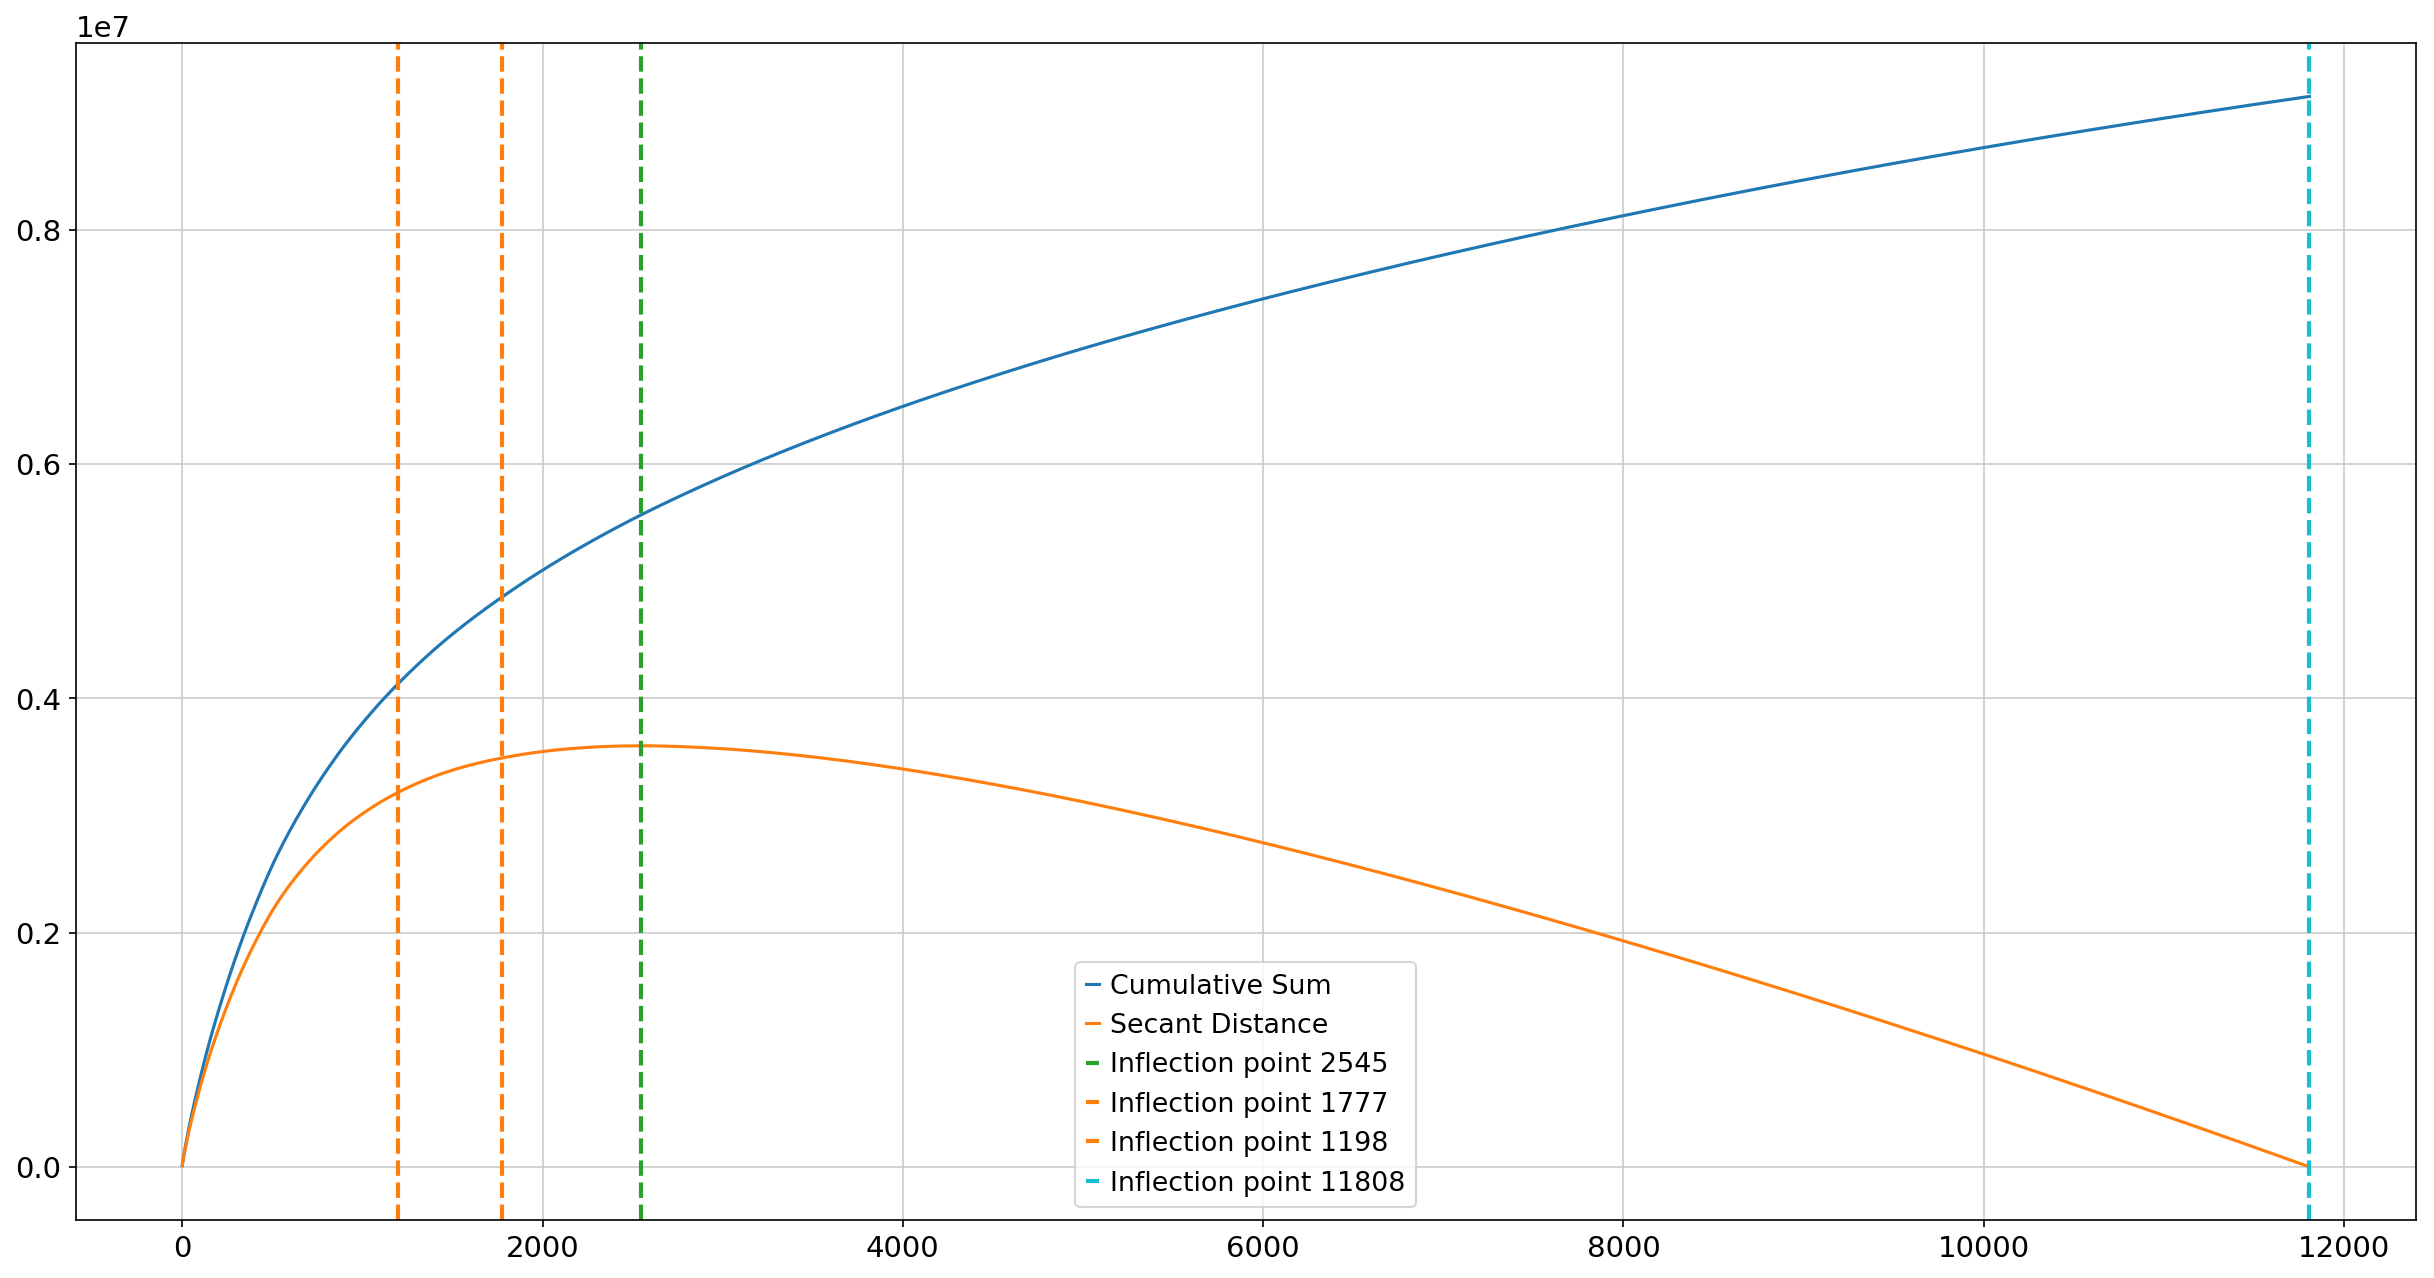 1e7
0.8
0.6
0.4
0.2
0.0
Cumulative Sum
Secant Distance
Inflection point 2545
Inflection point 1777
Inflection point 1198
Inflection point 11808
0 2000 4000 6000 8000 10000 12000